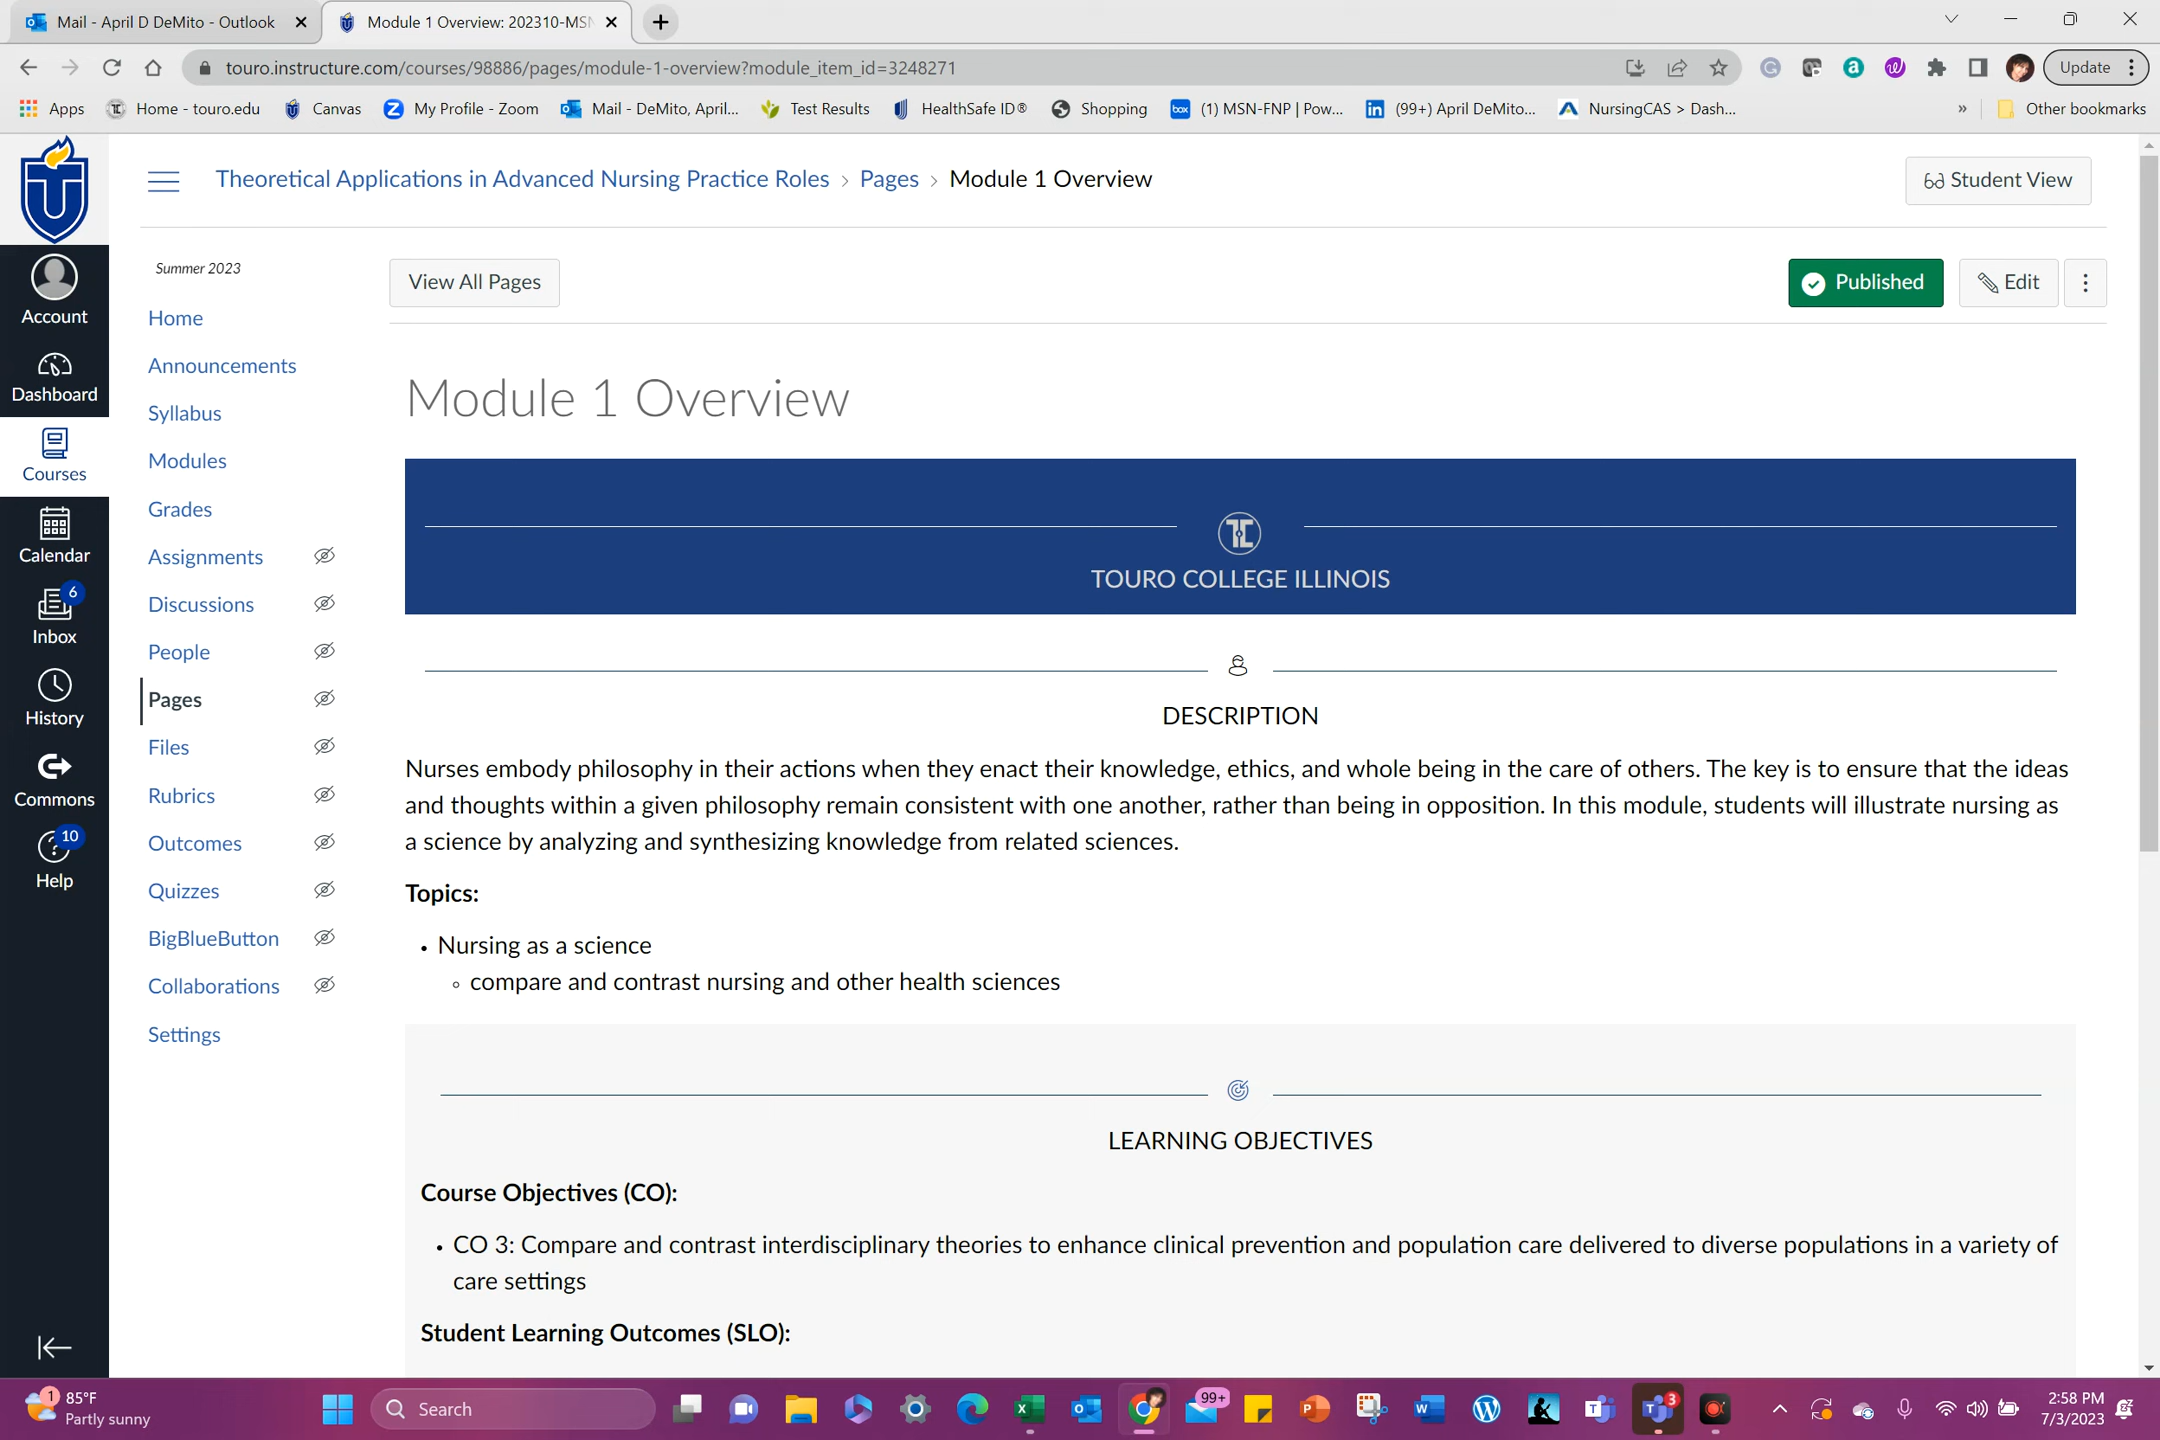 Mail - April D DeMito - Outlook
Module 1 Overview: 202310-MSN
touro.instructure.com/courses/98886/pages/module-1-overview?module_item_id=3248271
Update
Apps
Home - touro.edu
Canvas
My Profile - Zoom
Mail - DeMito, April...
Test Results
HealthSafe ID®
Shopping
box
(1) MSN-FNP | Pow...
(99+) April DeMito...
NursingCAS > Dash...
»
Other bookmarks
Theoretical Applications in Advanced Nursing Practice Roles › Pages › Module 1 Overview
Student View
Account
Dashboard
Courses
Calendar
6
Inbox
History
Commons
10
Help
Summer 2023
Home
Announcements
Syllabus
Modules
Grades
Assignments
Discussions
People
Pages
Files
Rubrics
Outcomes
Quizzes
BigBlueButton
Collaborations
Settings
View All Pages
Published
Edit
Module 1 Overview
TOURO COLLEGE ILLINOIS
DESCRIPTION
Nurses embody philosophy in their actions when they enact their knowledge, ethics, and whole being in the care of others. The key is to ensure that the ideas
and thoughts within a given philosophy remain consistent with one another, rather than being in opposition. In this module, students will illustrate nursing as
a science by analyzing and synthesizing knowledge from related sciences.
Topics:
• Nursing as a science
◦ compare and contrast nursing and other health sciences
LEARNING OBJECTIVES
Course Objectives (CO):
• CO 3: Compare and contrast interdisciplinary theories to enhance clinical prevention and population care delivered to diverse populations in a variety of
care settings
Student Learning Outcomes (SLO):
1
85°F
Partly sunny
Search
99+
3
2:58 PM
7/3/2023